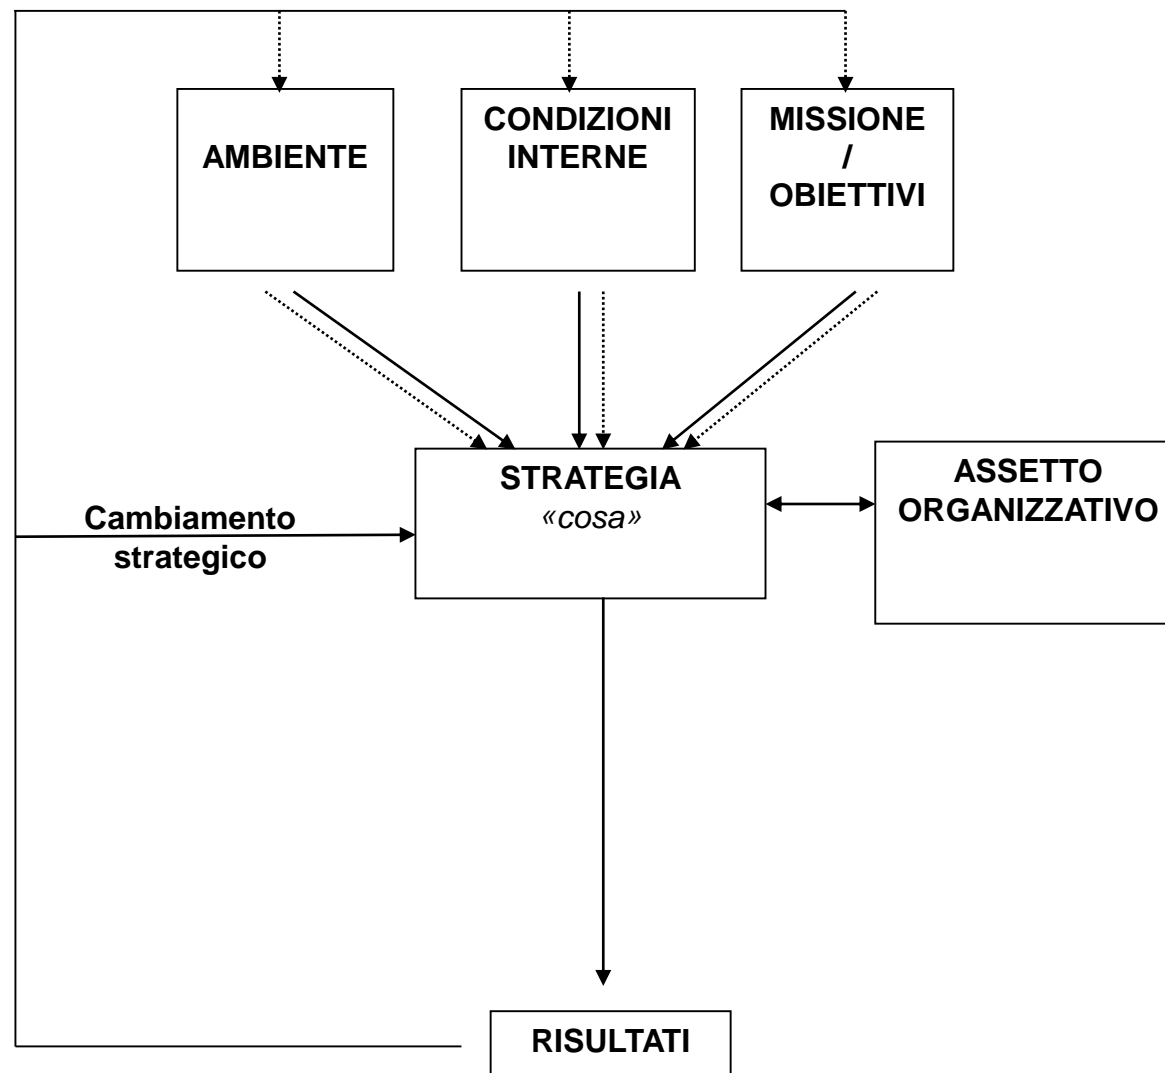 AMBIENTE
CONDIZIONI
INTERNE
MISSIONE
/
OBIETTIVI
STRATEGIA
«cosa»
ASSETTO
ORGANIZZATIVO
Cambiamento
strategico
RISULTATI